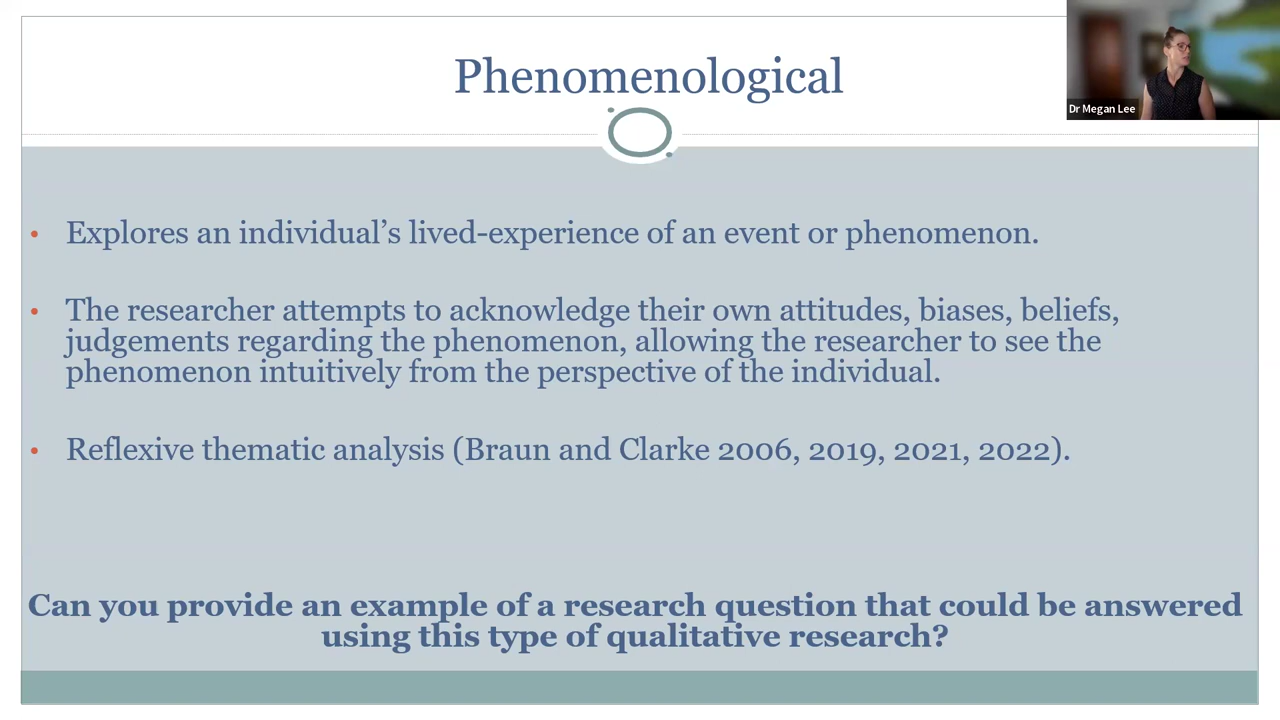 Phenomenological
Dr Megan Lee
• Explores an individual’s lived-experience of an event or phenomenon.
• The researcher attempts to acknowledge their own attitudes, biases, beliefs,
judgements regarding the phenomenon, allowing the researcher to see the
phenomenon intuitively from the perspective of the individual.
• Reflexive thematic analysis (Braun and Clarke 2006, 2019, 2021, 2022).
Can you provide an example of a research question that could be answered
using this type of qualitative research?